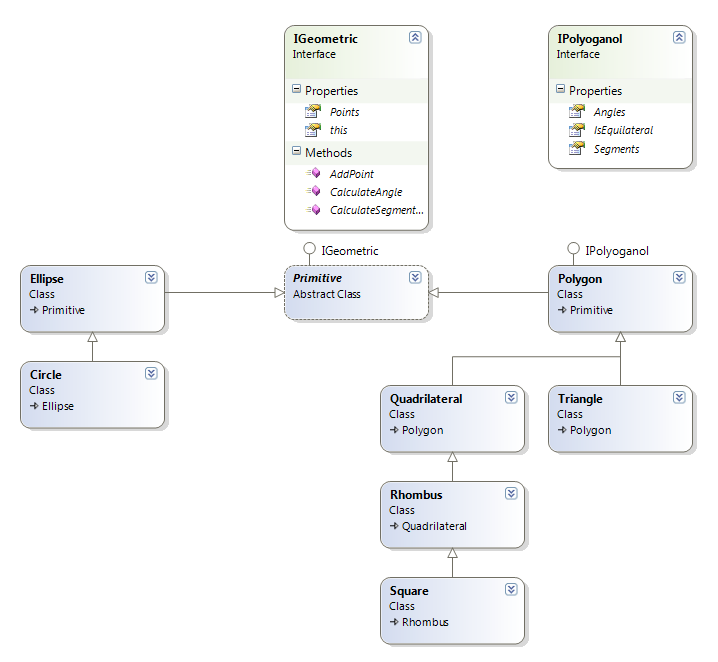 IGeometric
Interface
Properties
Points
this
Methods
AddPoint
CalculateAngle
CalculateSegment...
IPolyoganol
Interface
Properties
Angles
IsEquilateral
Segments
IGeometric
IPolyoganol
Ellipse
Class
Primitive
Primitive
Abstract Class
Polygon
Class
Primitive
Circle
Class
Ellipse
Quadrilateral
Class
Polygon
Triangle
Class
Polygon
Rhombus
Class
Quadrilateral
Square
Class
Rhombus